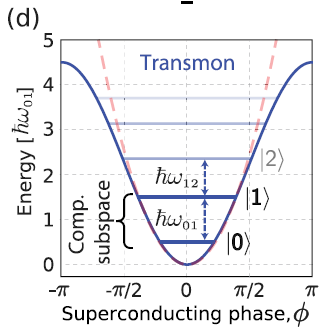 (d)
Transmon
Energy [ħω01]
5
4
3
2
1
0
Comp.
subspace
|2⟩
ħω12
|1⟩
ħω01
|0⟩
-π
-π/2
0
π/2
π
Superconducting phase, ϕ